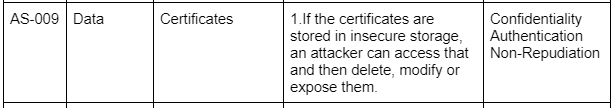 AS-009 Data Certificates 1.If the certificates are Confidentiality
stored in insecure storage, Authentication
an attacker can access that Non-Repudiation
and then delete, modify or
expose them.